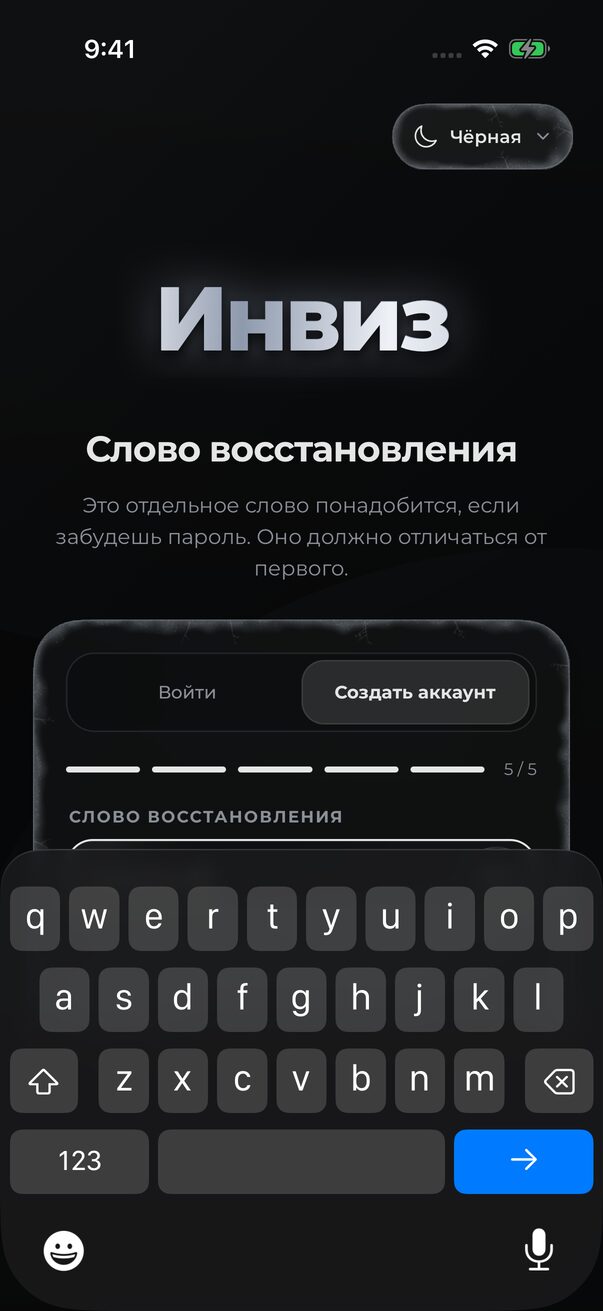 9:41
Чёрная
Инвиз
Слово восстановления
Это отдельное слово понадобится, если
забудешь пароль. Оно должно отличаться от
первого.
Войти
Создать аккаунт
5 / 5
СЛОВО ВОССТАНОВЛЕНИЯ
q w e r t y u i o p
a s d f g h j k l
z x c v b n m
123